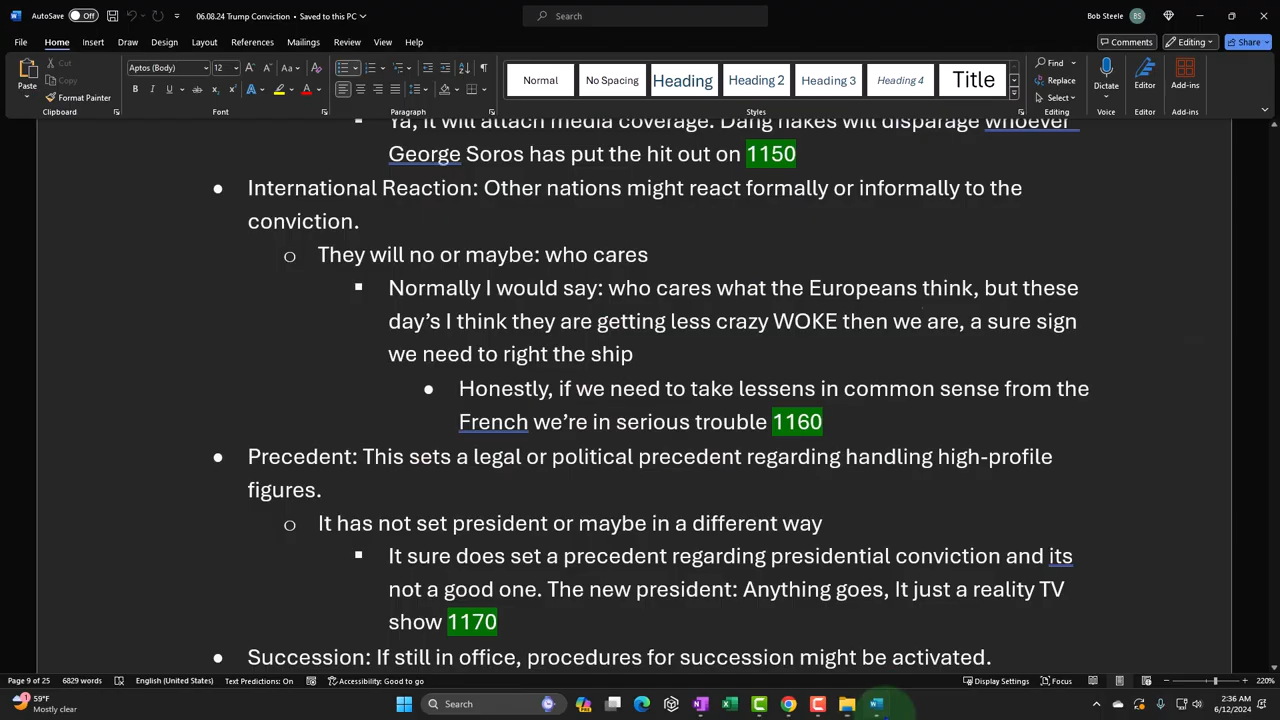 AutoSave Off 06.08.24 Trump Conviction • Saved to this PC Search Bob Steele BS
File Home Insert Draw Design Layout References Mailings Review View Help Comments Editing Share
Paste Cut Copy Format Painter Clipboard
Aptos (Body) 12 Font
Paragraph
Normal No Spacing Heading Heading 2 Heading 3 Heading 4 Title Styles
Find Replace Select Editing
Dictate Voice Editor Editor Add-ins Add-ins
Ya, it will attach media coverage. Dang hakes will disparage whoever
George Soros has put the hit out on 1150
• International Reaction: Other nations might react formally or informally to the
conviction.
o They will no or maybe: who cares
▪ Normally I would say: who cares what the Europeans think, but these
day’s I think they are getting less crazy WOKE then we are, a sure sign
we need to right the ship
• Honestly, if we need to take lessens in common sense from the
French we’re in serious trouble 1160
• Precedent: This sets a legal or political precedent regarding handling high-profile
figures.
o It has not set president or maybe in a different way
▪ It sure does set a precedent regarding presidential conviction and its
not a good one. The new president: Anything goes, It just a reality TV
show 1170
• Succession: If still in office, procedures for succession might be activated.
Page 9 of 25 6829 words English (United States) Text Predictions: On Accessibility: Good to go Display Settings Focus 220%
59°F
Mostly clear
Search
2:36 AM
6/12/2024